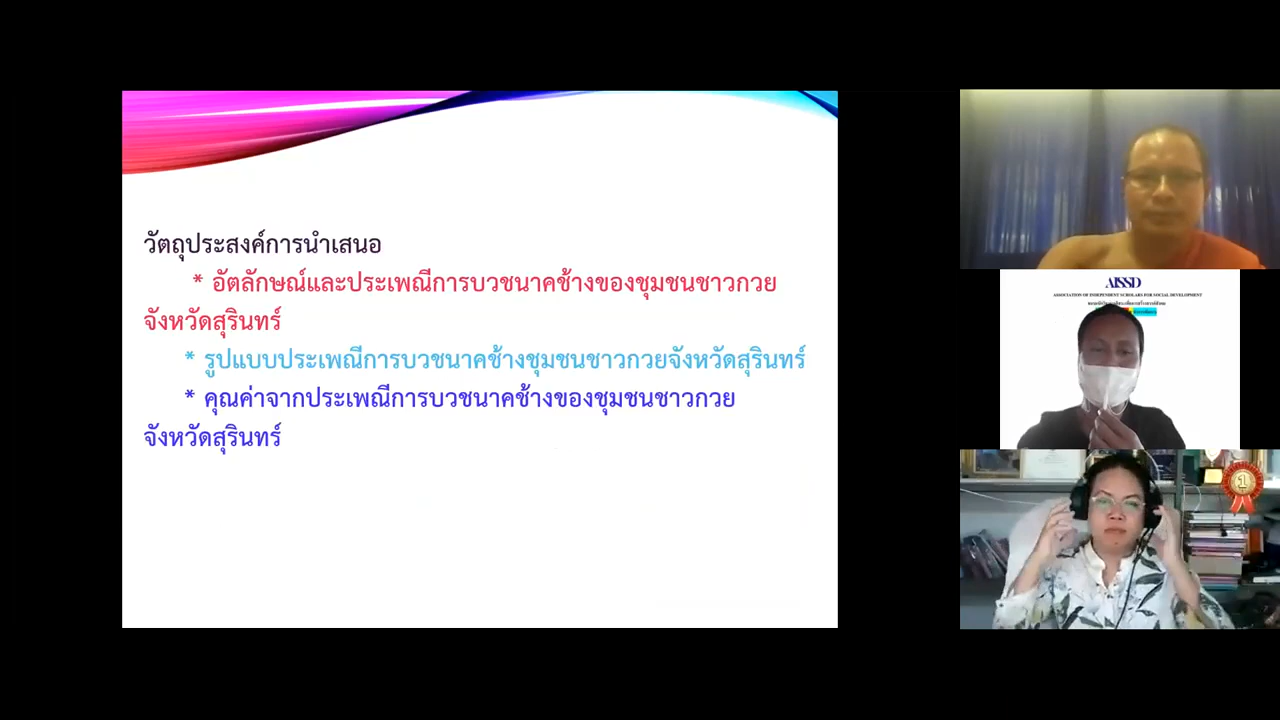 วัตถุประสงค์การนำเสนอ
* อัตลักษณ์และประเพณีการบวชนาคช้างของชุมชนชาวกวย
จังหวัดสุรินทร์
* รูปแบบประเพณีการบวชนาคช้างชุมชนชาวกวยจังหวัดสุรินทร์
* คุณค่าจากประเพณีการบวชนาคช้างของชุมชนชาวกวย
จังหวัดสุรินทร์
AISSD
ASSOCIATION OF INDEPENDENT SCHOLARS FOR SOCIAL DEVELOPMENT
1